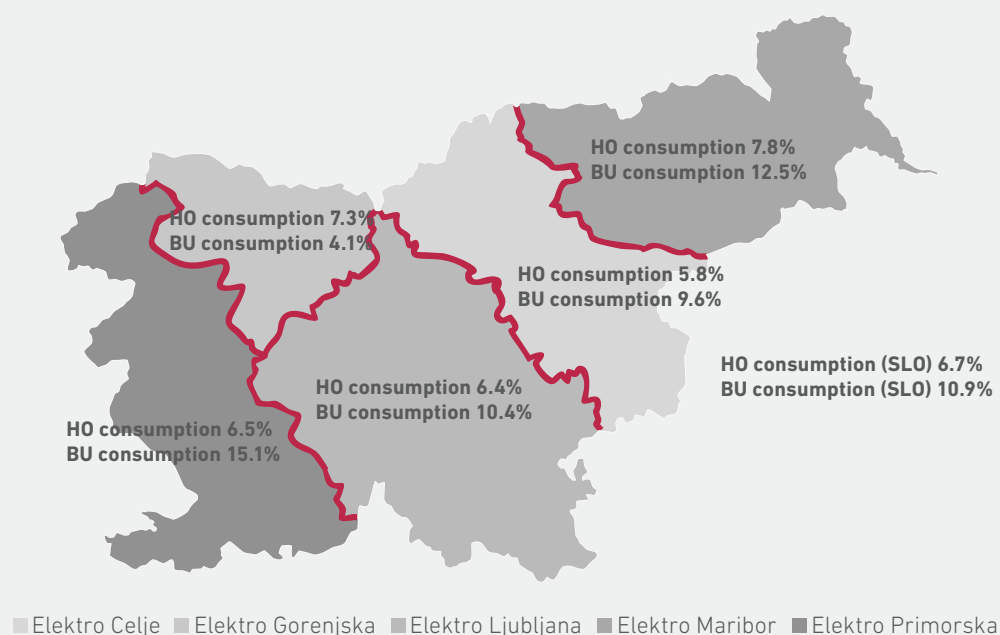 HO consumption 7.8%
BU consumption 12.5%
HO consumption 7.3%
BU consumption 4.1%
HO consumption 5.8%
BU consumption 9.6%
HO consumption (SLO) 6.7%
BU consumption (SLO) 10.9%
HO consumption 6.4%
BU consumption 10.4%
HO consumption 6.5%
BU consumption 15.1%
Elektro Celje Elektro Gorenjska Elektro Ljubljana Elektro Maribor Elektro Primorska